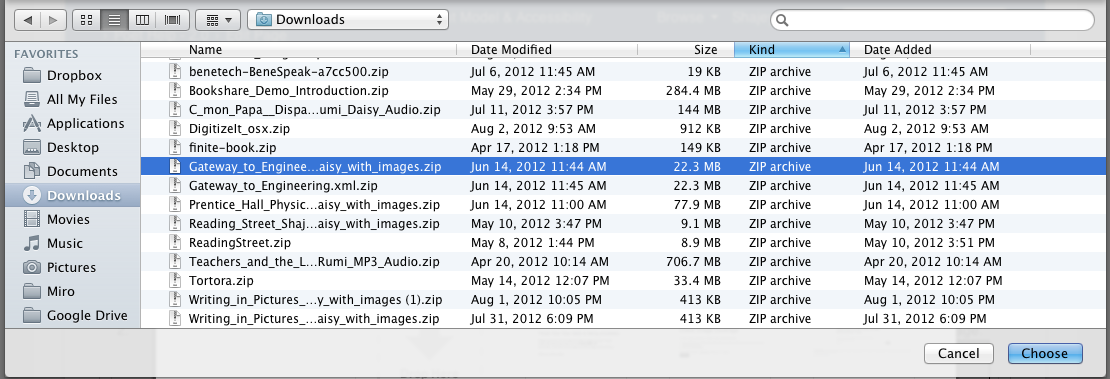 Downloads
FAVORITES
Dropbox
All My Files
Applications
Desktop
Documents
Downloads
Movies
Music
Pictures
Miro
Google Drive
Name Date Modified Size Kind Date Added
benetech-BeneSpeak-a7cc500.zip Jul 6, 2012 11:45 AM 19 KB ZIP archive Jul 6, 2012 11:45 AM
Bookshare_Demo_Introduction.zip May 29, 2012 2:34 PM 284.4 MB ZIP archive May 29, 2012 2:34 PM
C_mon_Papa__Dispa...umi_Daisy_Audio.zip Jul 11, 2012 3:57 PM 144 MB ZIP archive Jul 11, 2012 3:57 PM
DigitizeIt_osx.zip Aug 2, 2012 9:53 AM 912 KB ZIP archive Aug 2, 2012 9:53 AM
finite-book.zip Apr 17, 2012 1:18 PM 149 KB ZIP archive Apr 17, 2012 1:18 PM
Gateway_to_Enginee...aisy_with_images.zip Jun 14, 2012 11:44 AM 22.3 MB ZIP archive Jun 14, 2012 11:44 AM
Gateway_to_Engineering.xml.zip Jun 14, 2012 11:45 AM 22.3 MB ZIP archive Jun 14, 2012 11:45 AM
Prentice_Hall_Physic...aisy_with_images.zip Jun 14, 2012 11:00 AM 77.9 MB ZIP archive Jun 14, 2012 11:00 AM
Reading_Street_Shaj...aisy_with_images.zip May 10, 2012 3:47 PM 9.1 MB ZIP archive May 10, 2012 3:47 PM
ReadingStreet.zip May 8, 2012 1:44 PM 8.9 MB ZIP archive May 10, 2012 3:51 PM
Teachers_and_the_L...Rumi_MP3_Audio.zip Apr 20, 2012 10:14 AM 706.7 MB ZIP archive Apr 20, 2012 10:14 AM
Tortora.zip May 14, 2012 12:07 PM 33.4 MB ZIP archive May 14, 2012 12:07 PM
Writing_in_Pictures_...y_with_images (1).zip Aug 1, 2012 10:05 PM 413 KB ZIP archive Aug 1, 2012 10:05 PM
Writing_in_Pictures_...aisy_with_images.zip Jul 31, 2012 6:09 PM 413 KB ZIP archive Jul 31, 2012 6:09 PM
Cancel Choose